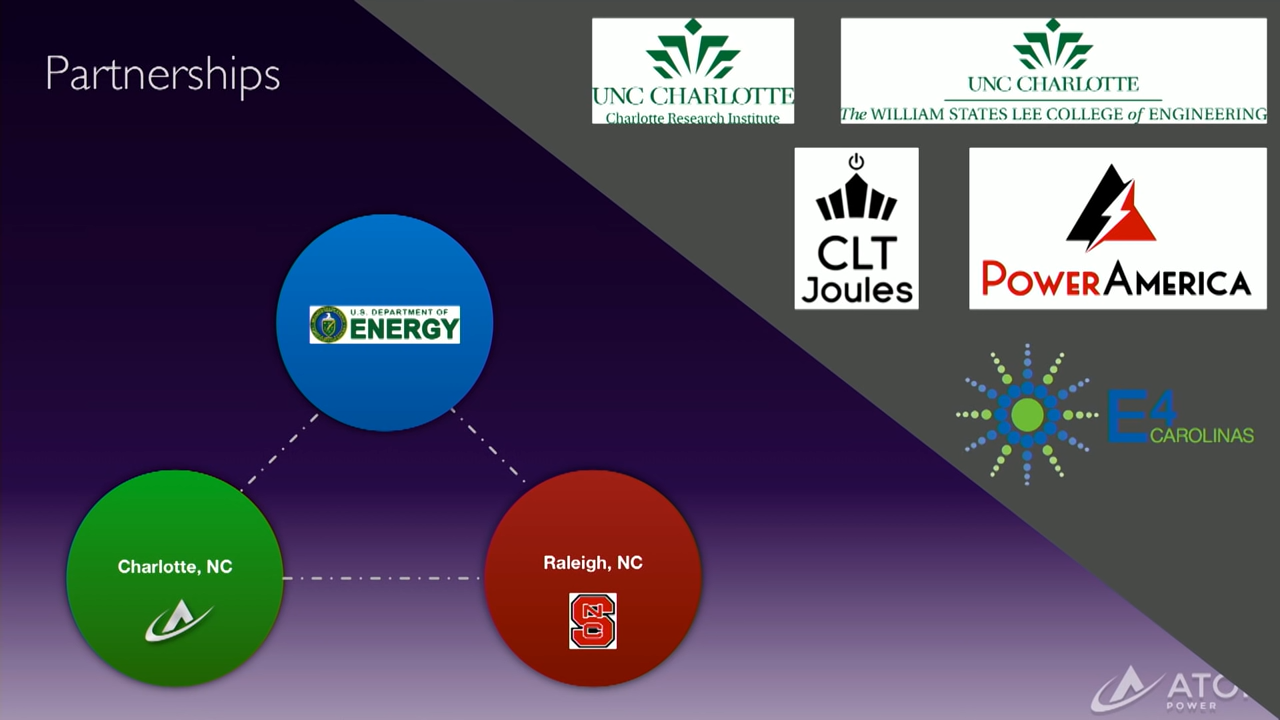 Partnerships
UNC CHARLOTTE
Charlotte Research Institute
UNC CHARLOTTE
The WILLIAM STATES LEE COLLEGE of ENGINEERING
CLT
Joules
POWERAMERICA
E4
CAROLINAS
U.S. DEPARTMENT OF
ENERGY
Charlotte, NC
Raleigh, NC
NCS
POWER